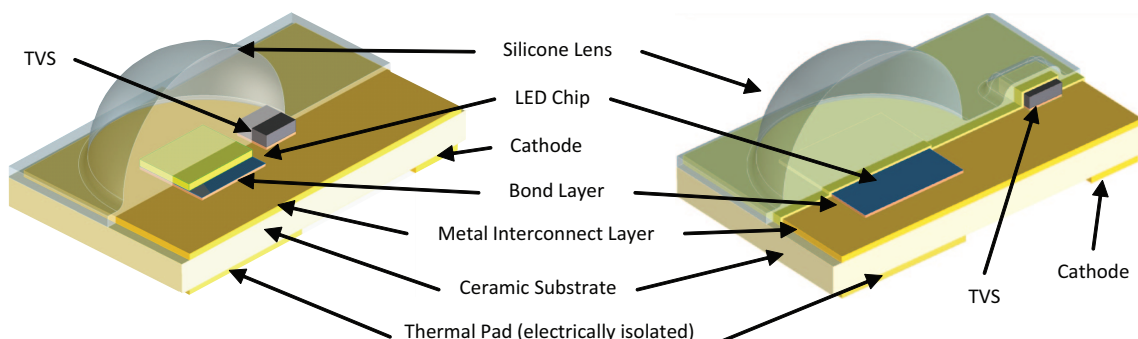 TVS
Silicone Lens
LED Chip
Cathode
Bond Layer
Metal Interconnect Layer
Ceramic Substrate
Thermal Pad (electrically isolated)
TVS
Cathode